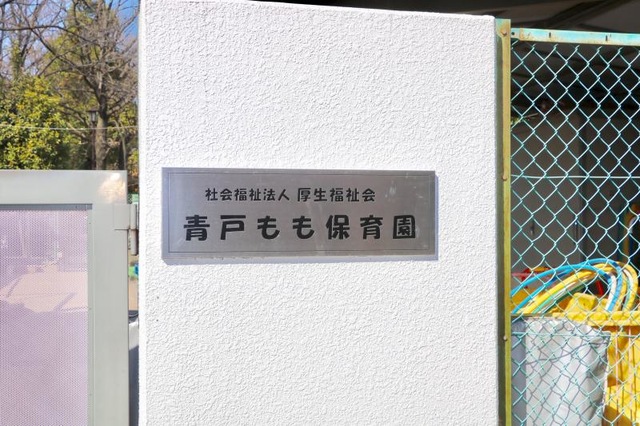 社会福祉法人 厚生福祉会
青戸もも保育園